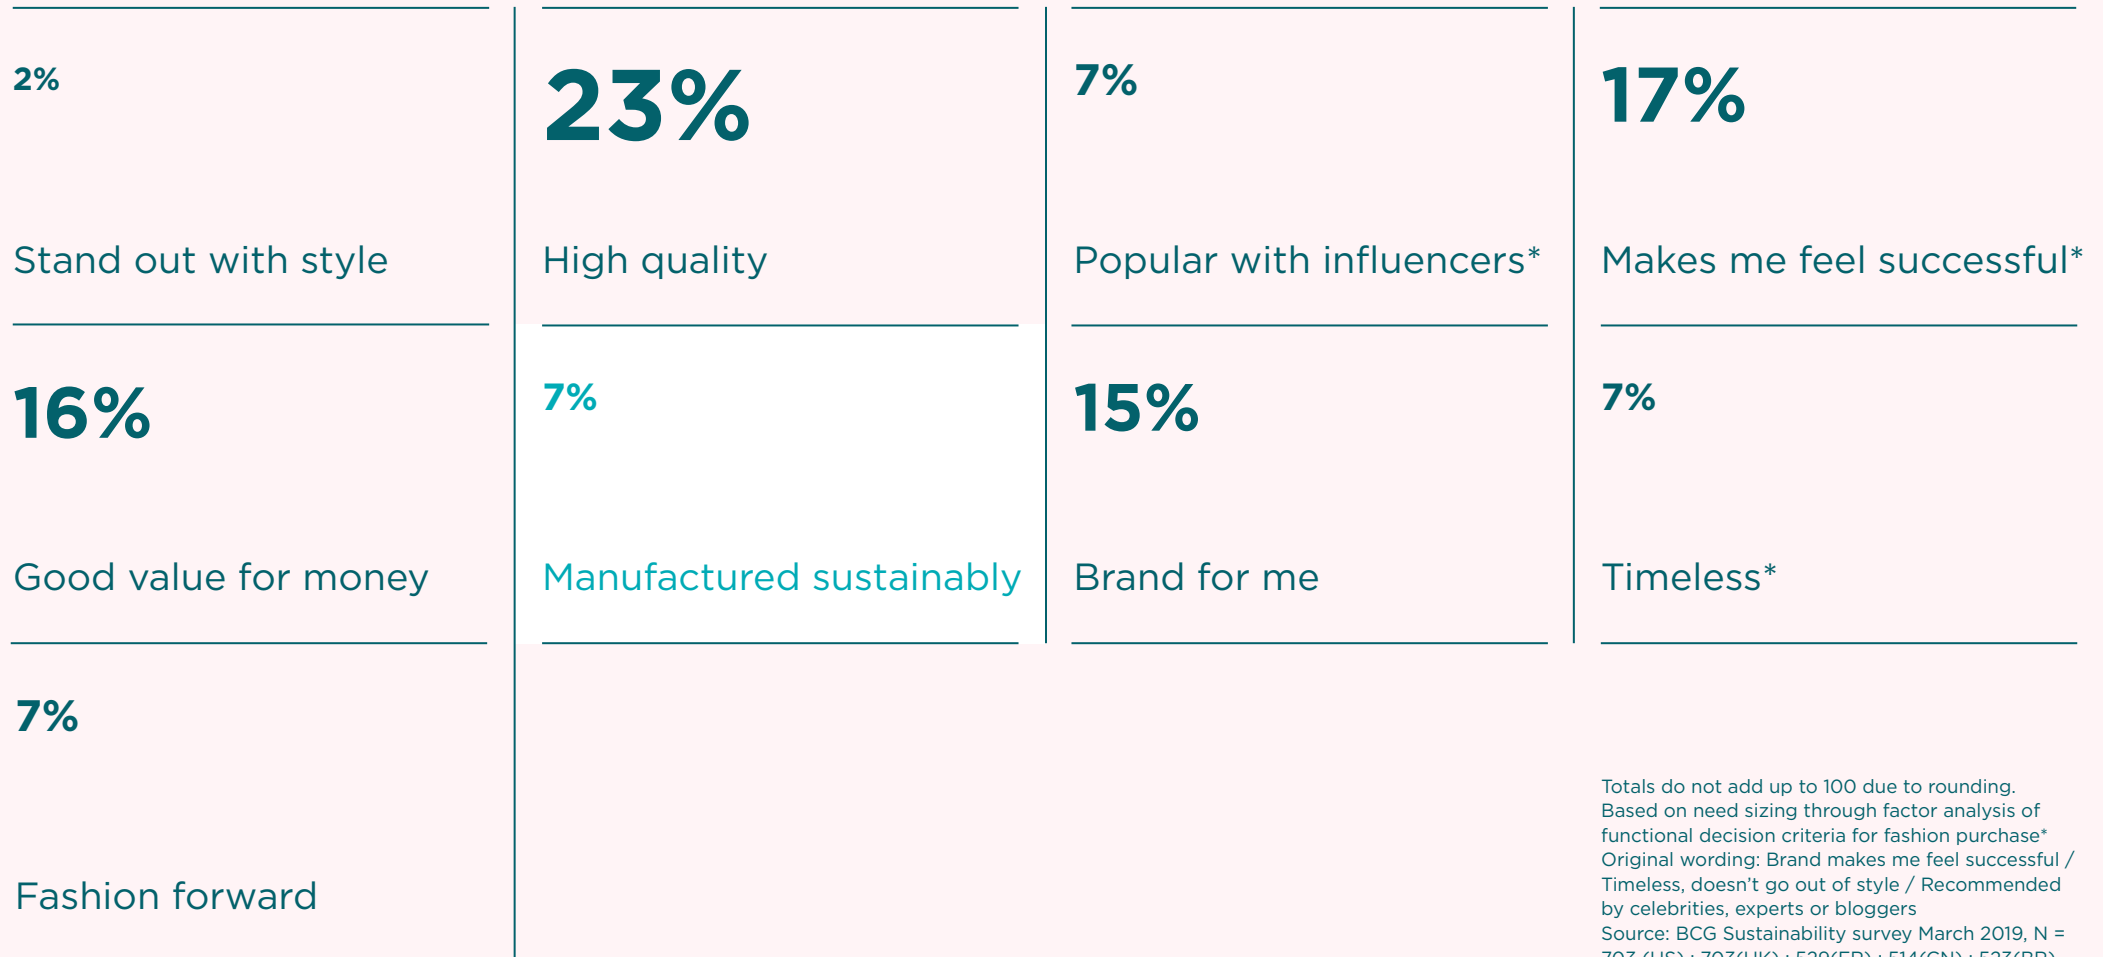 2%
Stand out with style
23%
High quality
7%
Popular with influencers*
17%
Makes me feel successful*
16%
Good value for money
7%
Manufactured sustainably
15%
Brand for me
7%
Timeless*
7%
Fashion forward
Totals do not add up to 100 due to rounding.
Based on need sizing through factor analysis of
functional decision criteria for fashion purchase*
Original wording: Brand makes me feel successful /
Timeless, doesn’t go out of style / Recommended
by celebrities, experts or bloggers
Source: BCG Sustainability survey March 2019, N =